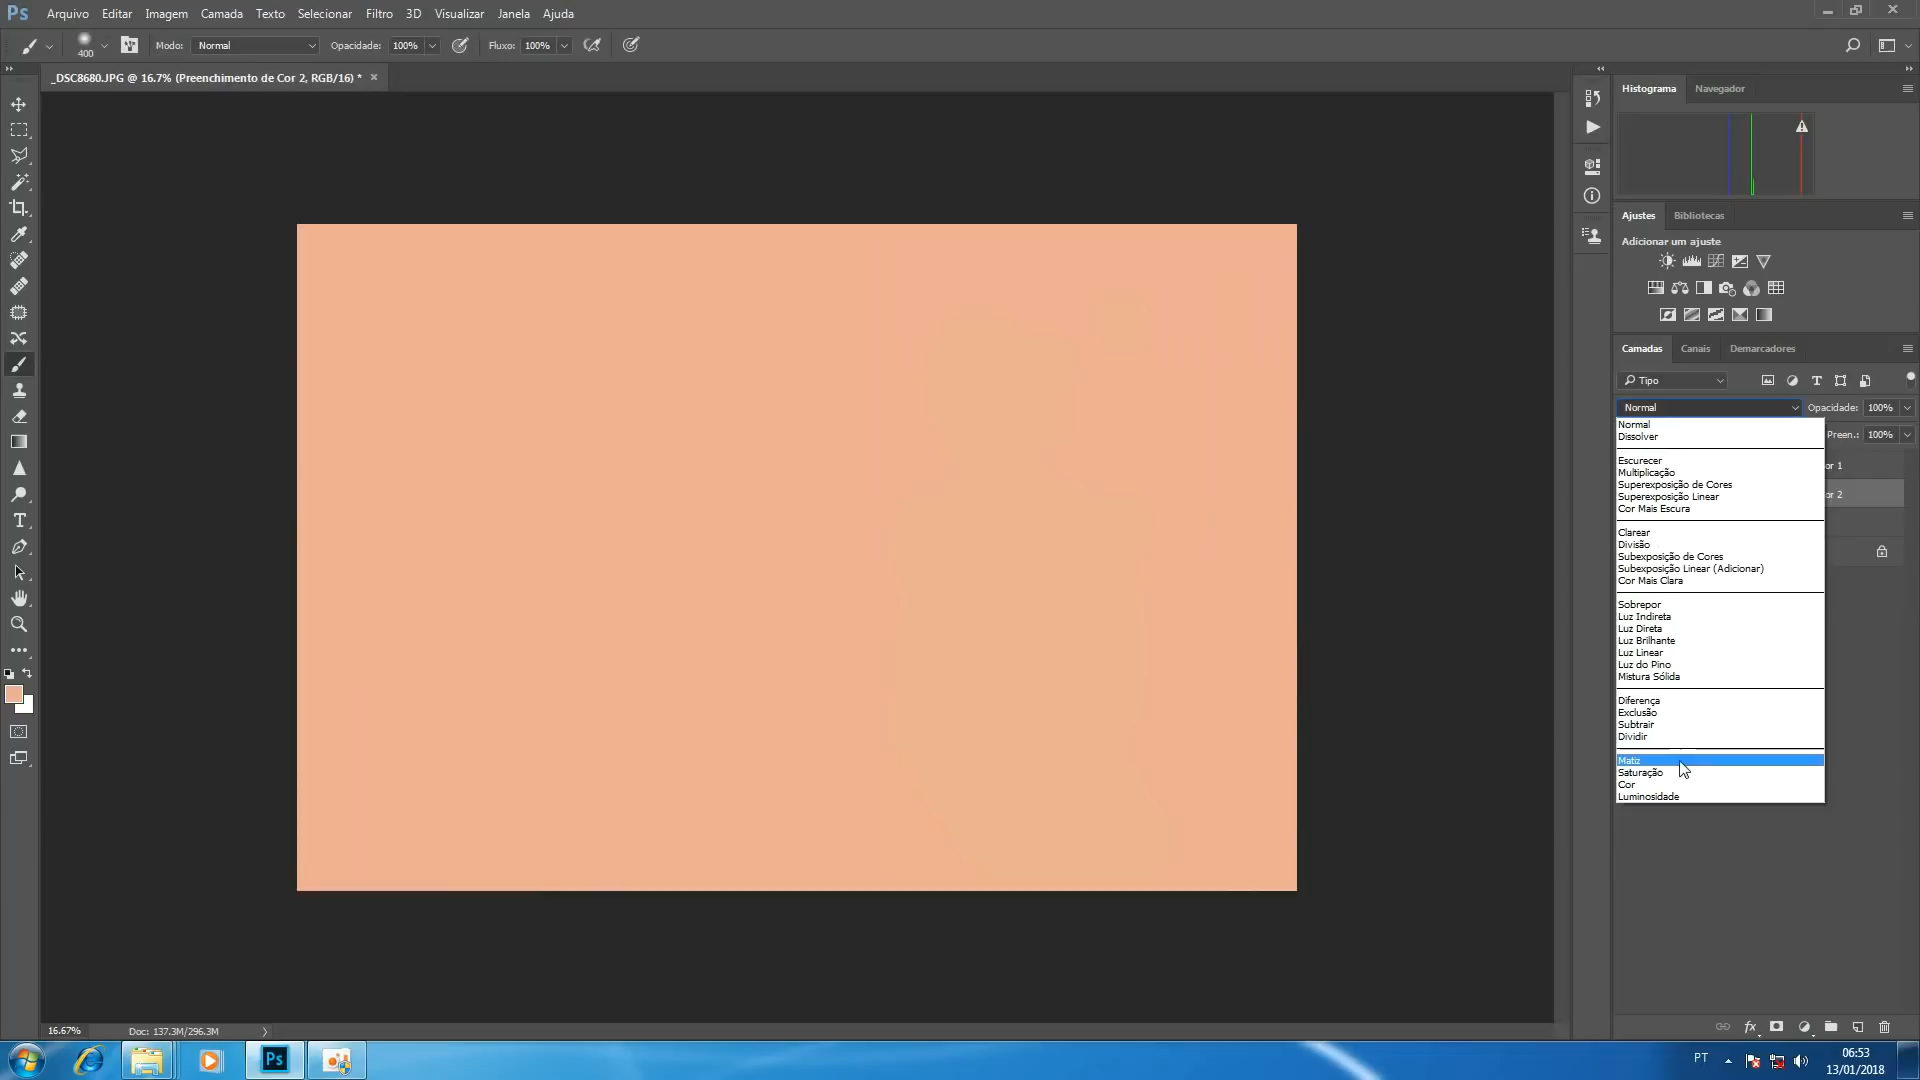 Ps Arquivo Editar Imagem Camada Texto Selecionar Filtro 3D Visualizar Janela Ajuda
400 Modo: Normal Opacidade: 100% Fluxo: 100%
_DSC8680.JPG @ 16.7% (Preenchimento de Cor 2, RGB/16) *
Histograma Navegador
Ajustes Bibliotecas
Adicionar um ajuste
Camadas Canais Demarcadores
Tipo
Normal Opacidade: 100%
Normal
Dissolver
Preen.: 100%
Escurecer
or 1
Multiplicação
Superexposição de Cores
Superexposição Linear
or 2
Cor Mais Escura
Clarear
Divisão
Subexposição de Cores
Subexposição Linear (Adicionar)
Cor Mais Clara
Sobrepor
Luz Indireta
Luz Direta
Luz Brilhante
Luz Linear
Luz do Pino
Mistura Sólida
Diferença
Exclusão
Subtrair
Dividir
Matiz
Saturação
Cor
Luminosidade
16.67% Doc: 137.3M/296.3M
fx
Ps
PT
06:53
13/01/2018